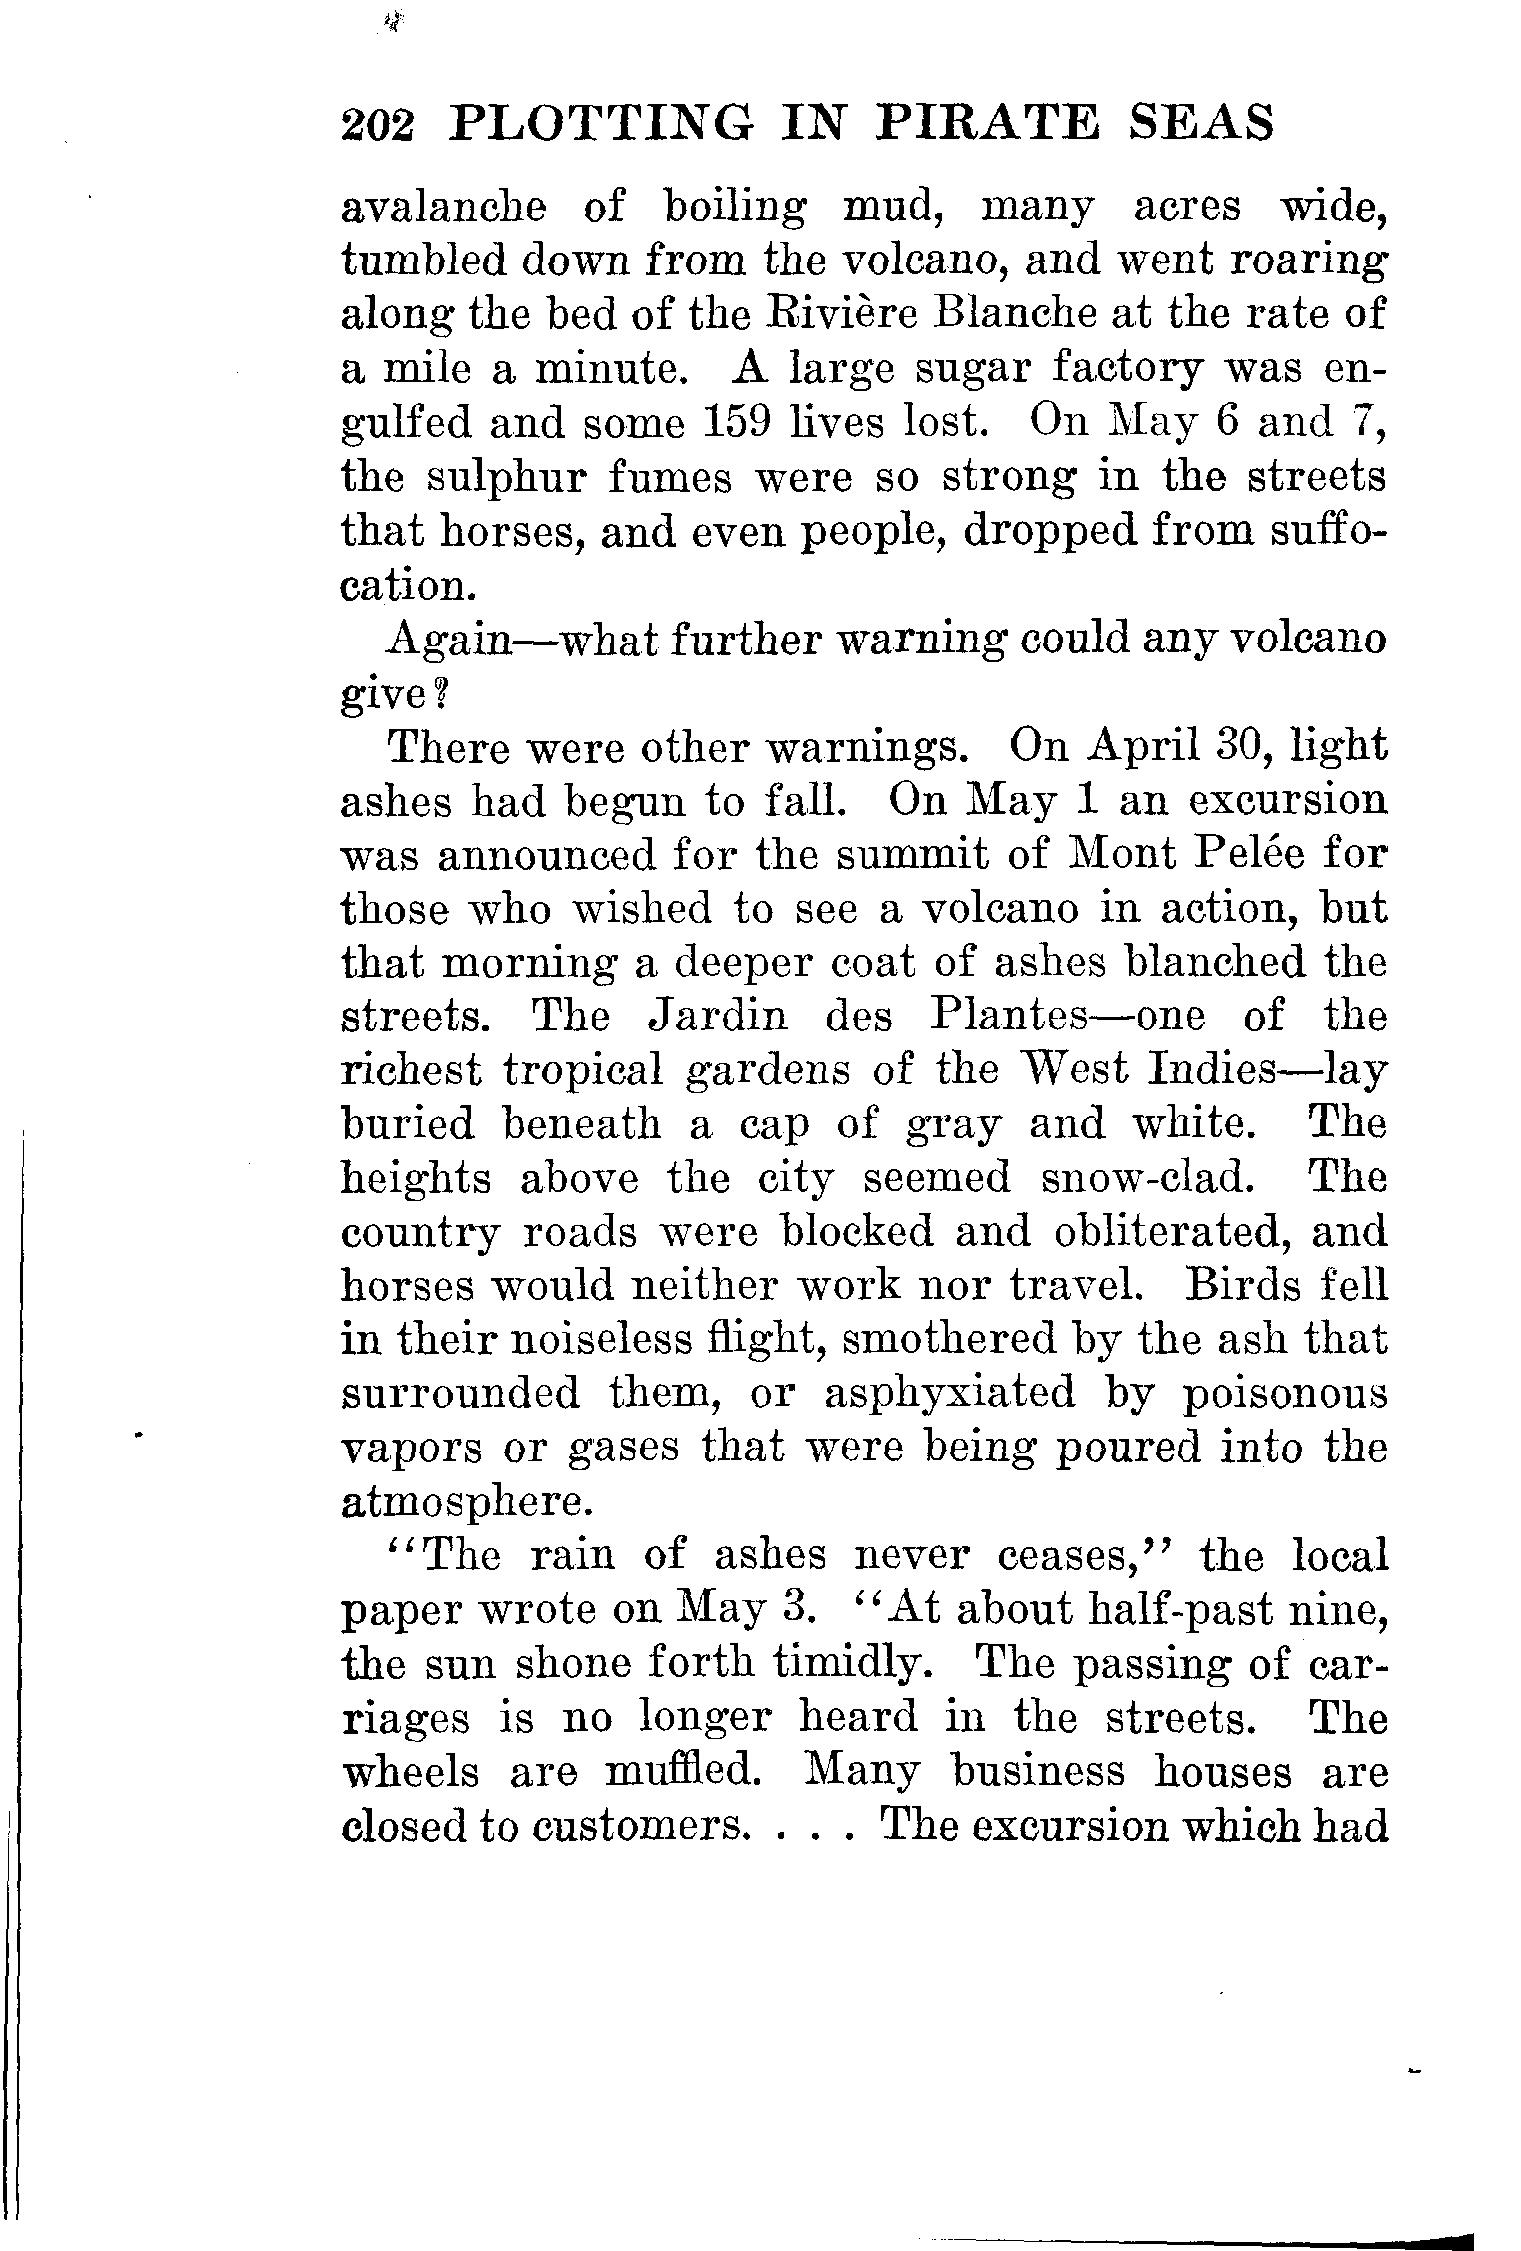 202 PLOTTING IN PIRATE SEAS
avalanche of boiling mud, many acres wide,
tumbled down from the volcano, and went roaring
along the bed of the Rivière Blanche at the rate of
a mile a minute. A large sugar factory was en-
gulfed and some 159 lives lost. On May 6 and 7,
the sulphur fumes were so strong in the streets
that horses, and even people, dropped from suffo-
cation.
Again—what further warning could any volcano
give?
There were other warnings. On April 30, light
ashes had begun to fall. On May 1 an excursion
was announced for the summit of Mont Pelée for
those who wished to see a volcano in action, but
that morning a deeper coat of ashes blanched the
streets. The Jardin des Plantes—one of the
richest tropical gardens of the West Indies—lay
buried beneath a cap of gray and white. The
heights above the city seemed snow-clad. The
country roads were blocked and obliterated, and
horses would neither work nor travel. Birds fell
in their noiseless flight, smothered by the ash that
surrounded them, or asphyxiated by poisonous
vapors or gases that were being poured into the
atmosphere.
“The rain of ashes never ceases,” the local
paper wrote on May 3. “At about half-past nine,
the sun shone forth timidly. The passing of car-
riages is no longer heard in the streets. The
wheels are muffled. Many business houses are
closed to customers. . . . The excursion which had